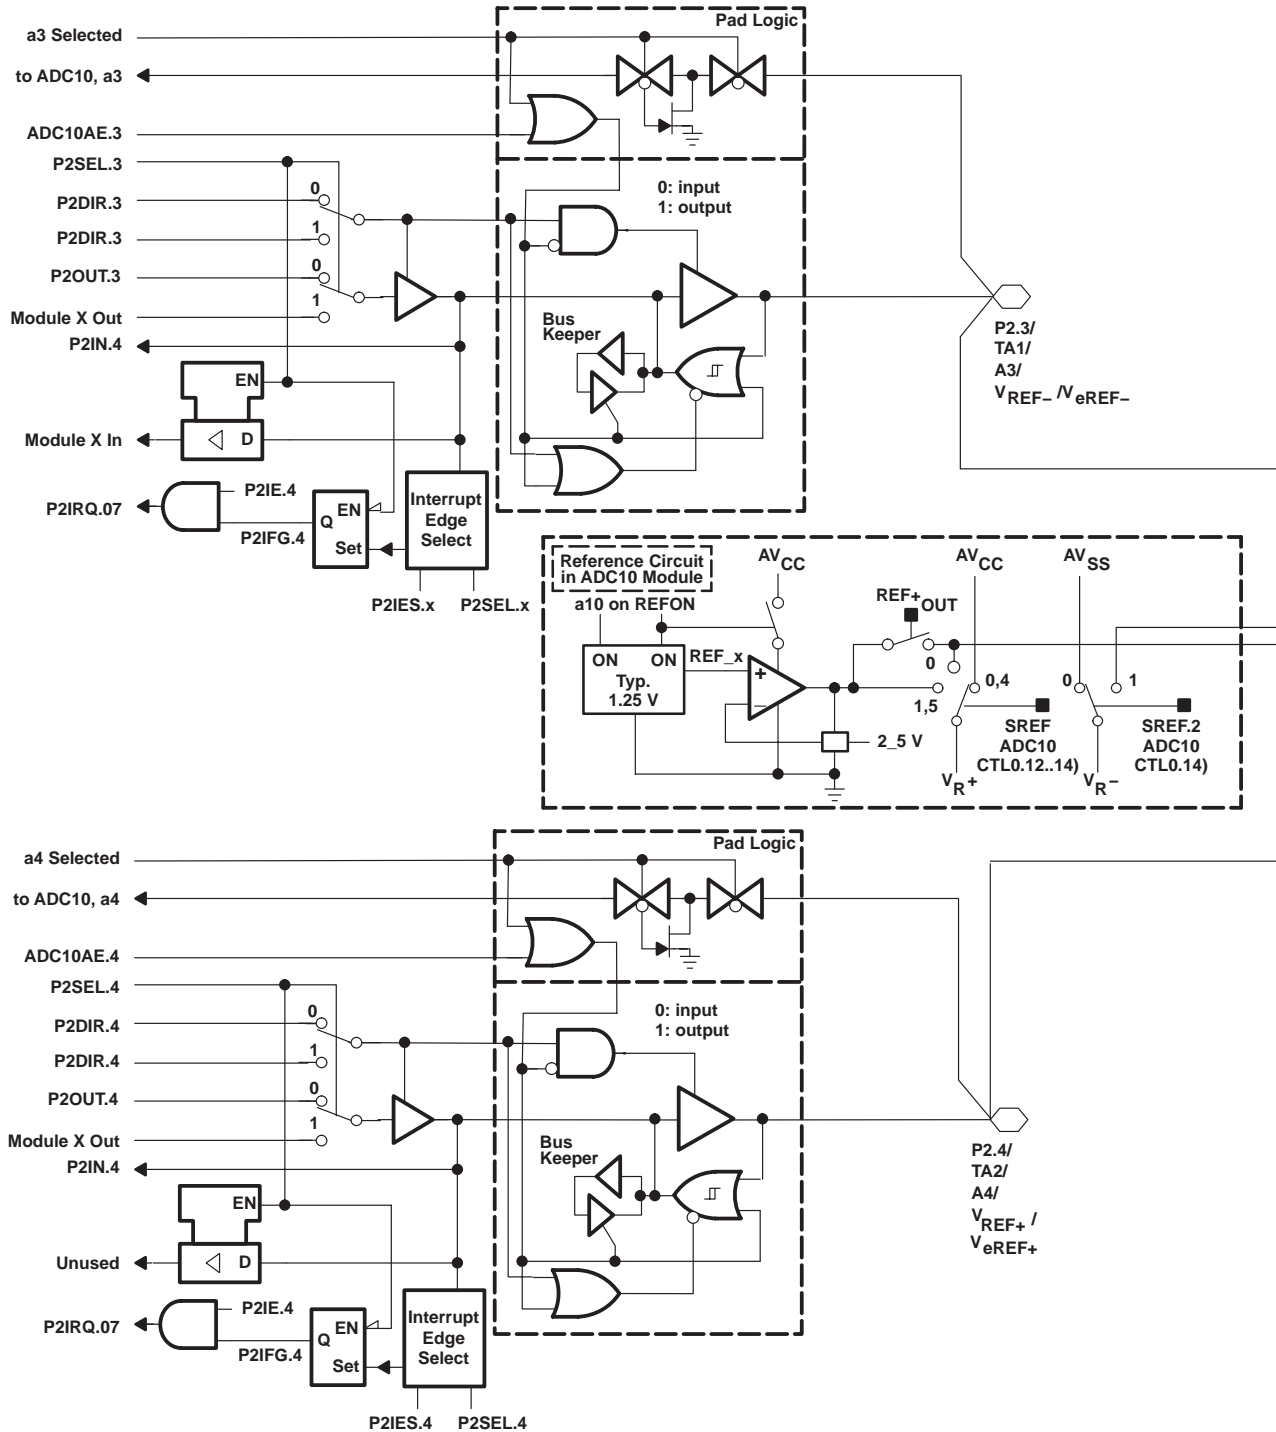 Pad Logic
a3 Selected
to ADC10, a3
ADC10AE.3
P2SEL.3
0
P2DIR.3
1
P2DIR.3
0: input
1: output
0
P2OUT.3
1
Module X Out
P2IN.4
Bus
Keeper
P2.3/
TA1/
A3/
VREF− /VeREF−
EN
Module X In
D
P2IE.4
P2IRQ.07
P2IFG.4
Q
EN
Set
Interrupt
Edge
Select
P2IES.x
P2SEL.x
Reference Circuit
in ADC10 Module
AVCC
AVCC
AVSS
a10 on REFON
REF+
OUT
ON
ON
Typ.
1.25 V
REF_x
+
−
0
1,5
0,4
0
1
2_5 V
SREF
ADC10
CTL0.12..14)
SREF.2
ADC10
CTL0.14)
VR+
VR−
Pad Logic
a4 Selected
to ADC10, a4
ADC10AE.4
P2SEL.4
0
P2DIR.4
1
P2DIR.4
0: input
1: output
0
P2OUT.4
1
Module X Out
P2IN.4
Bus
Keeper
P2.4/
TA2/
A4/
VREF+ /
VeREF+
EN
Unused
D
P2IE.4
P2IRQ.07
P2IFG.4
Q
EN
Set
Interrupt
Edge
Select
P2IES.4
P2SEL.4